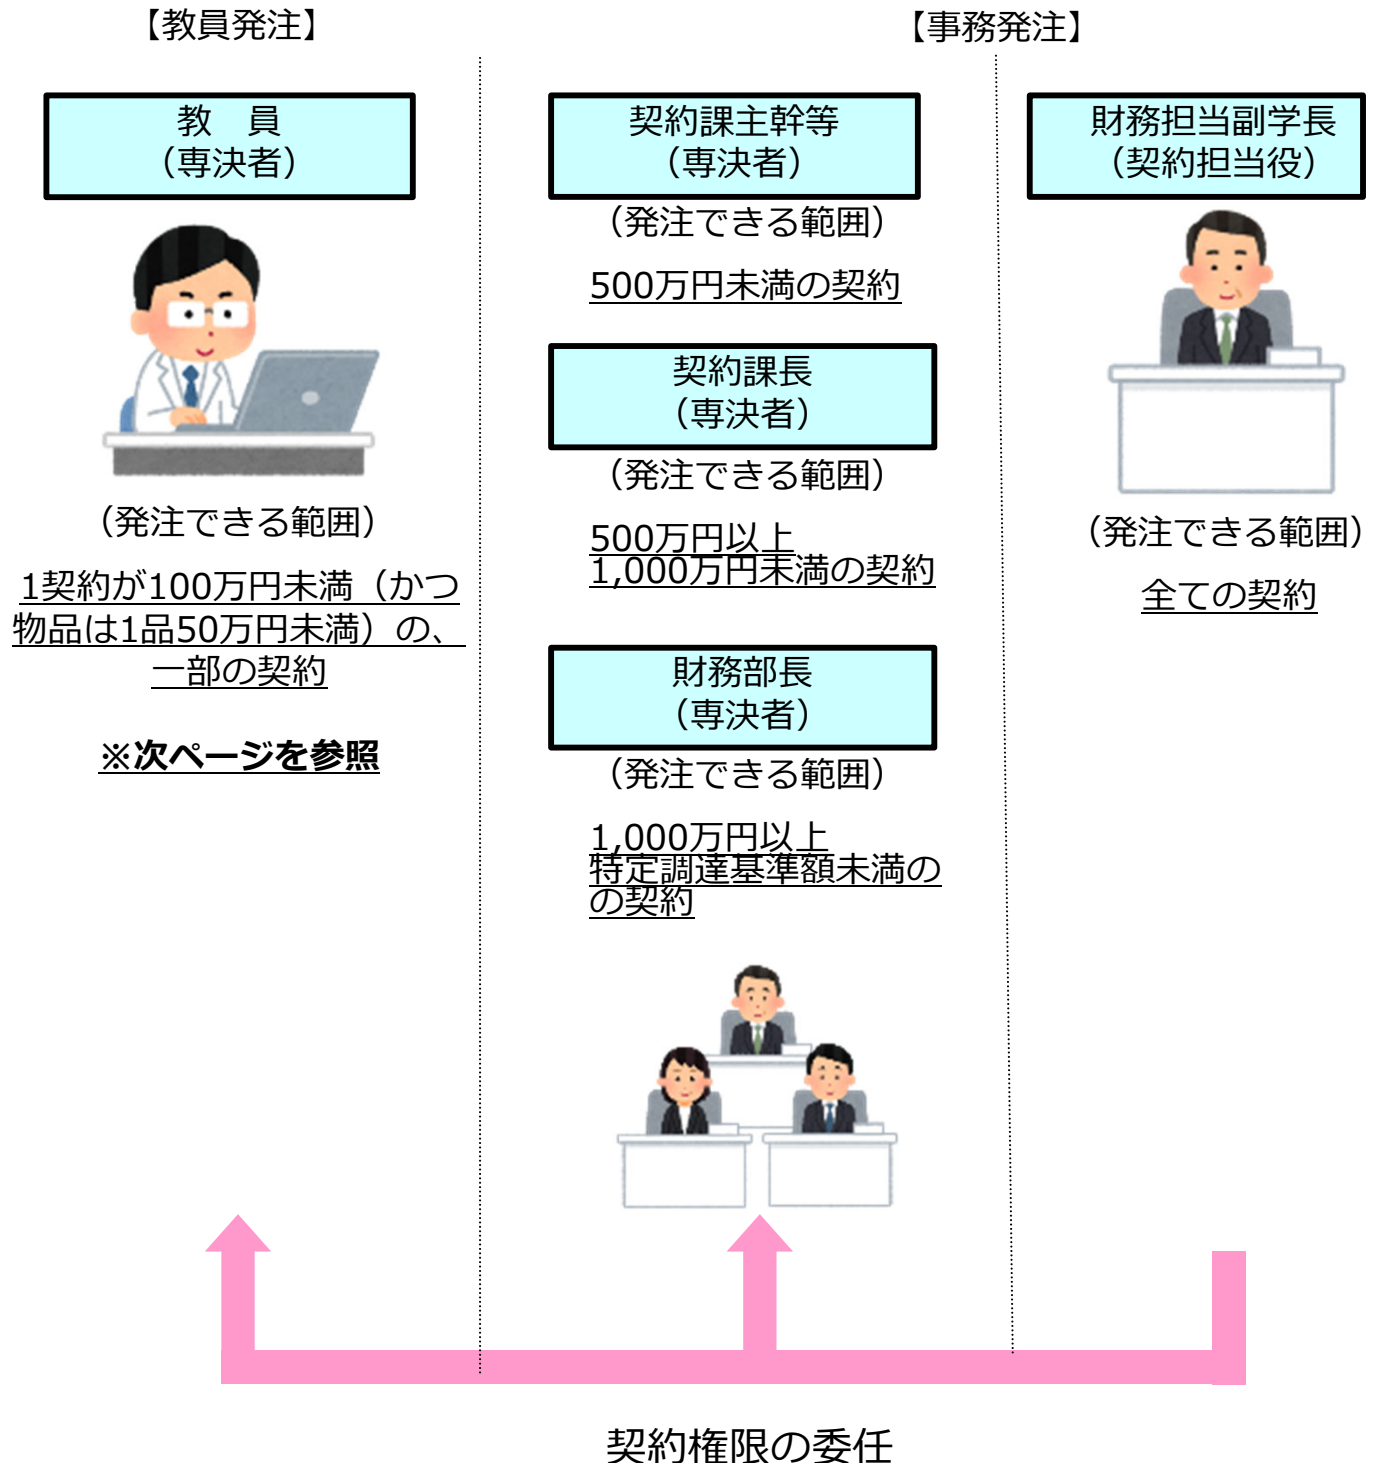 【教員発注】
教　員
（専決者）
（発注できる範囲）
1契約が100万円未満（かつ
物品は1品50万円未満）の、
一部の契約
※次ページを参照
【事務発注】
契約課主幹等
（専決者）
（発注できる範囲）
500万円未満の契約
契約課長
（専決者）
（発注できる範囲）
500万円以上
1,000万円未満の契約
財務部長
（専決者）
（発注できる範囲）
1,000万円以上
特定調達基準額未満の
の契約
財務担当副学長
（契約担当役）
（発注できる範囲）
全ての契約
契約権限の委任